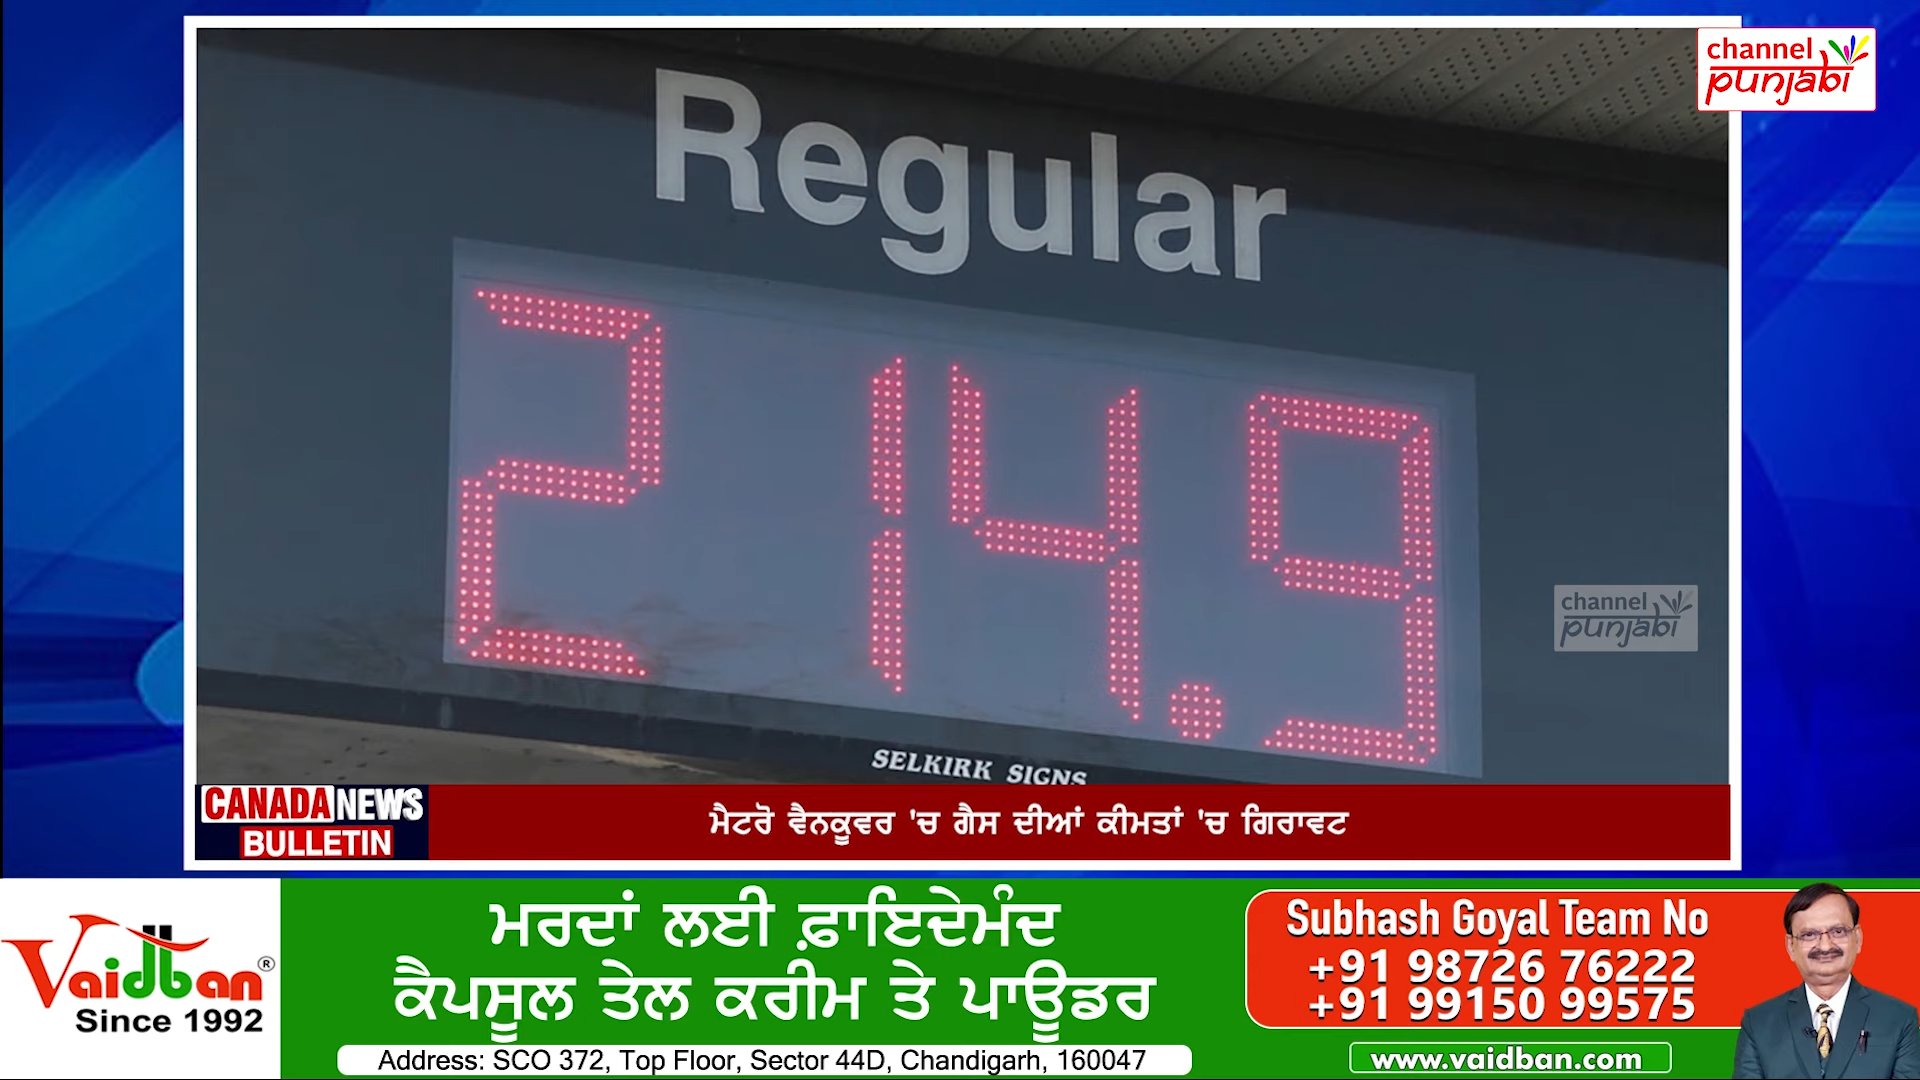 channel
punjabi
Regular
214.9
channel
punjabi
SELKIRK SIGNS
CANADA NEWS
BULLETIN
ਮੈਟਰੋ ਵੈਨਕੂਵਰ 'ਚ ਗੈਸ ਦੀਆਂ ਕੀਮਤਾਂ 'ਚ ਗਿਰਾਵਟ
Vaidban®
Since 1992
ਮਰਦਾਂ ਲਈ ਫ਼ਾਇਦੇਮੰਦ
ਕੈਪਸੂਲ ਤੇਲ ਕਰੀਮ ਤੇ ਪਾਊਡਰ
Address: SCO 372, Top Floor, Sector 44D, Chandigarh, 160047
Subhash Goyal Team No
+91 98726 76222
+91 99150 99575
www.vaidban.com